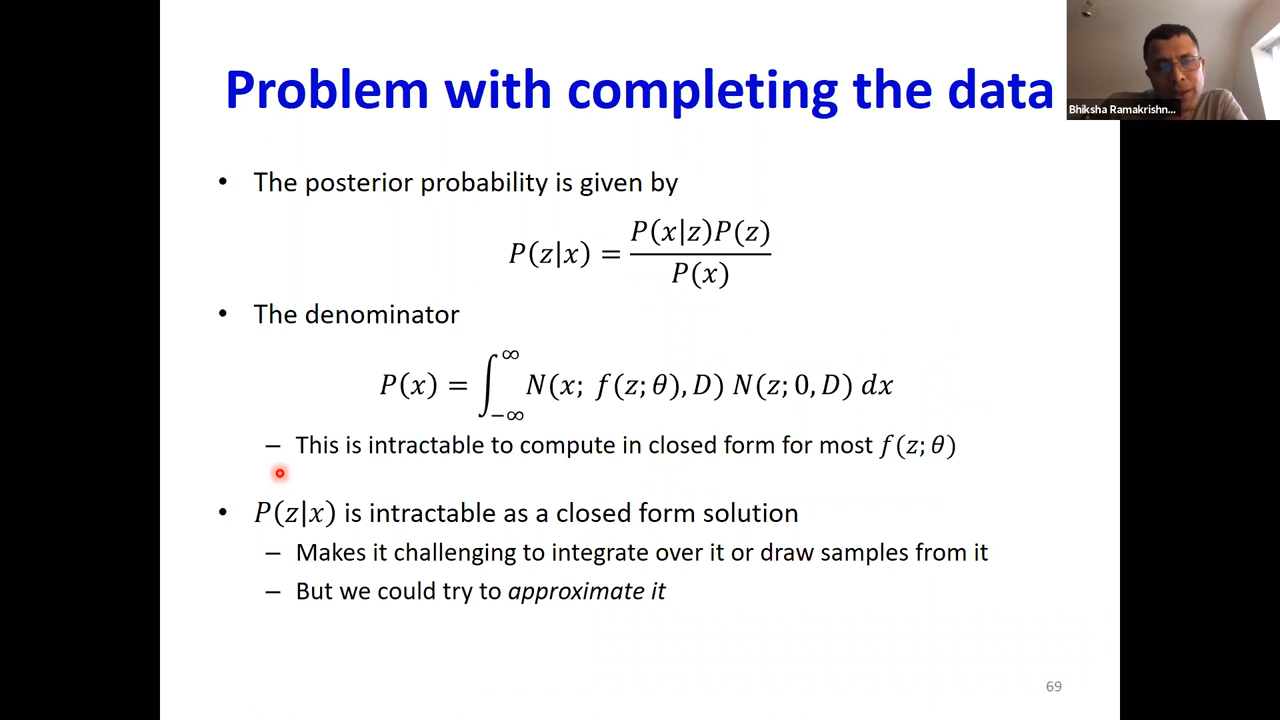 Problem with completing the data
Bhiksha Ramakrishn...
• The posterior probability is given by
P(z|x) = P(x|z)P(z) / P(x)
• The denominator
P(x) = ∫_{-∞}^{∞} N(x; f(z; θ), D) N(z; 0, D) dx
– This is intractable to compute in closed form for most f(z; θ)
• P(z|x) is intractable as a closed form solution
– Makes it challenging to integrate over it or draw samples from it
– But we could try to approximate it
69